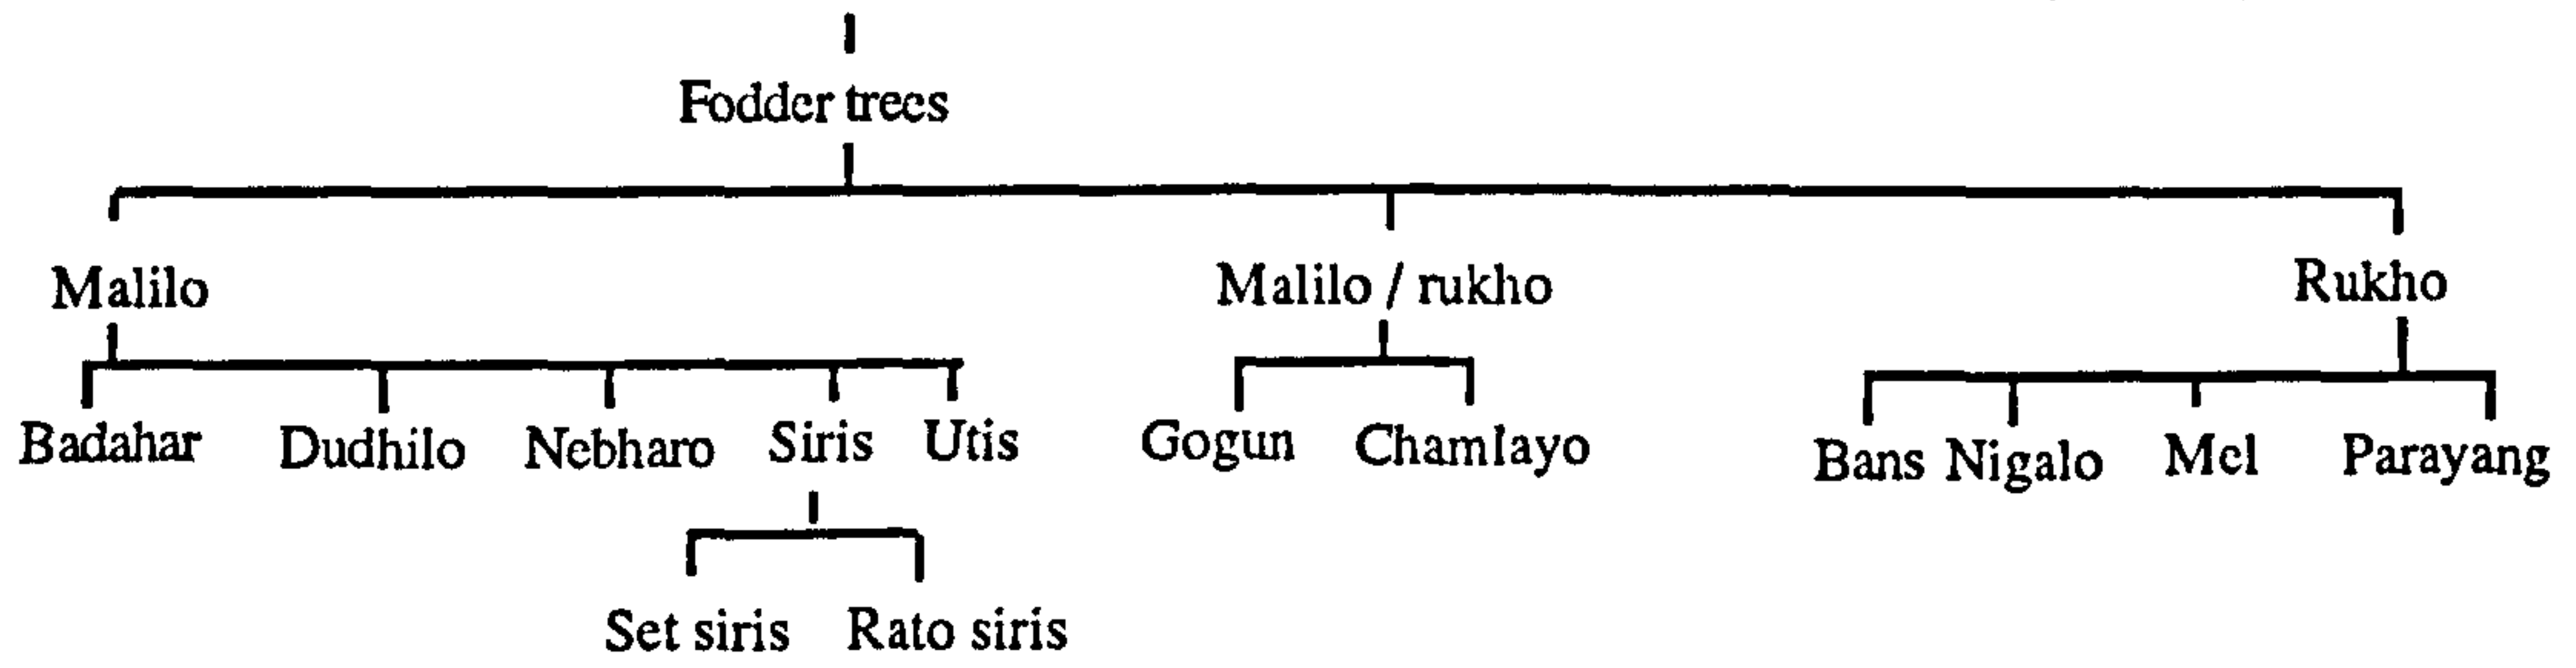 Fodder trees
Malilo Malilo / rukho Rukho
Badahar Dudhilo Nebharo Siris Utis Gogun Chamlayo Bans Nigalo Mel Parayang
Set siris Rato siris